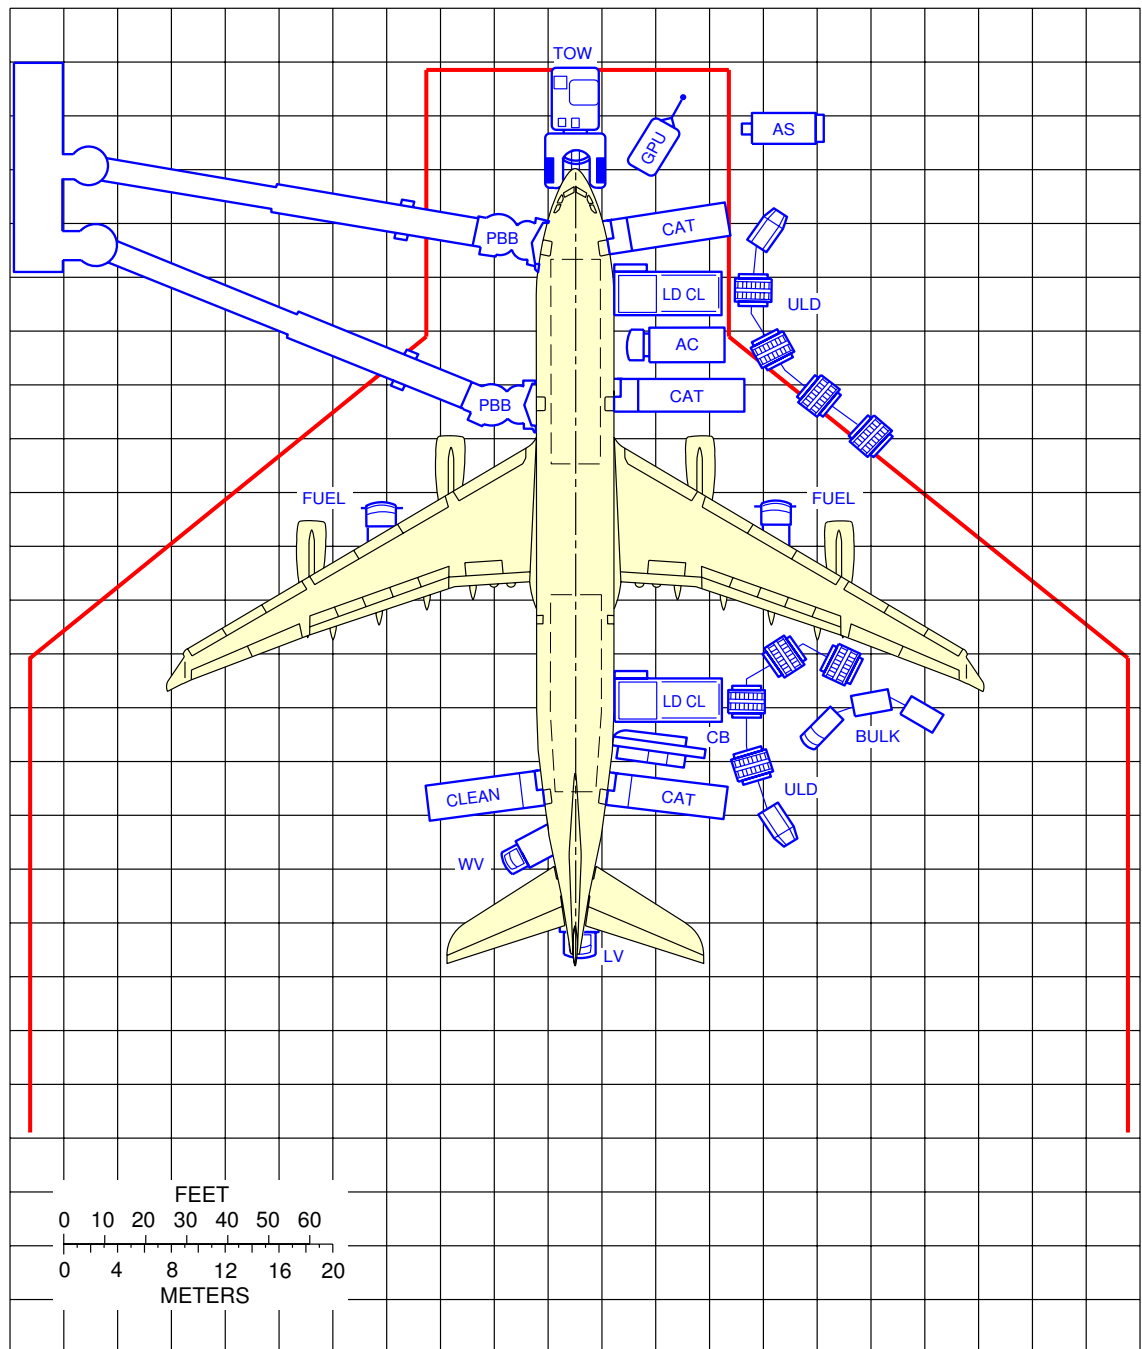 TOW
AS
GPU
CAT
PBB
LD CL
ULD
AC
CAT
PBB
FUEL
FUEL
LD CL
CB
BULK
CLEAN
CAT
ULD
WV
LV
FEET
0 10 20 30 40 50 60
0 4 8 12 16 20
METERS